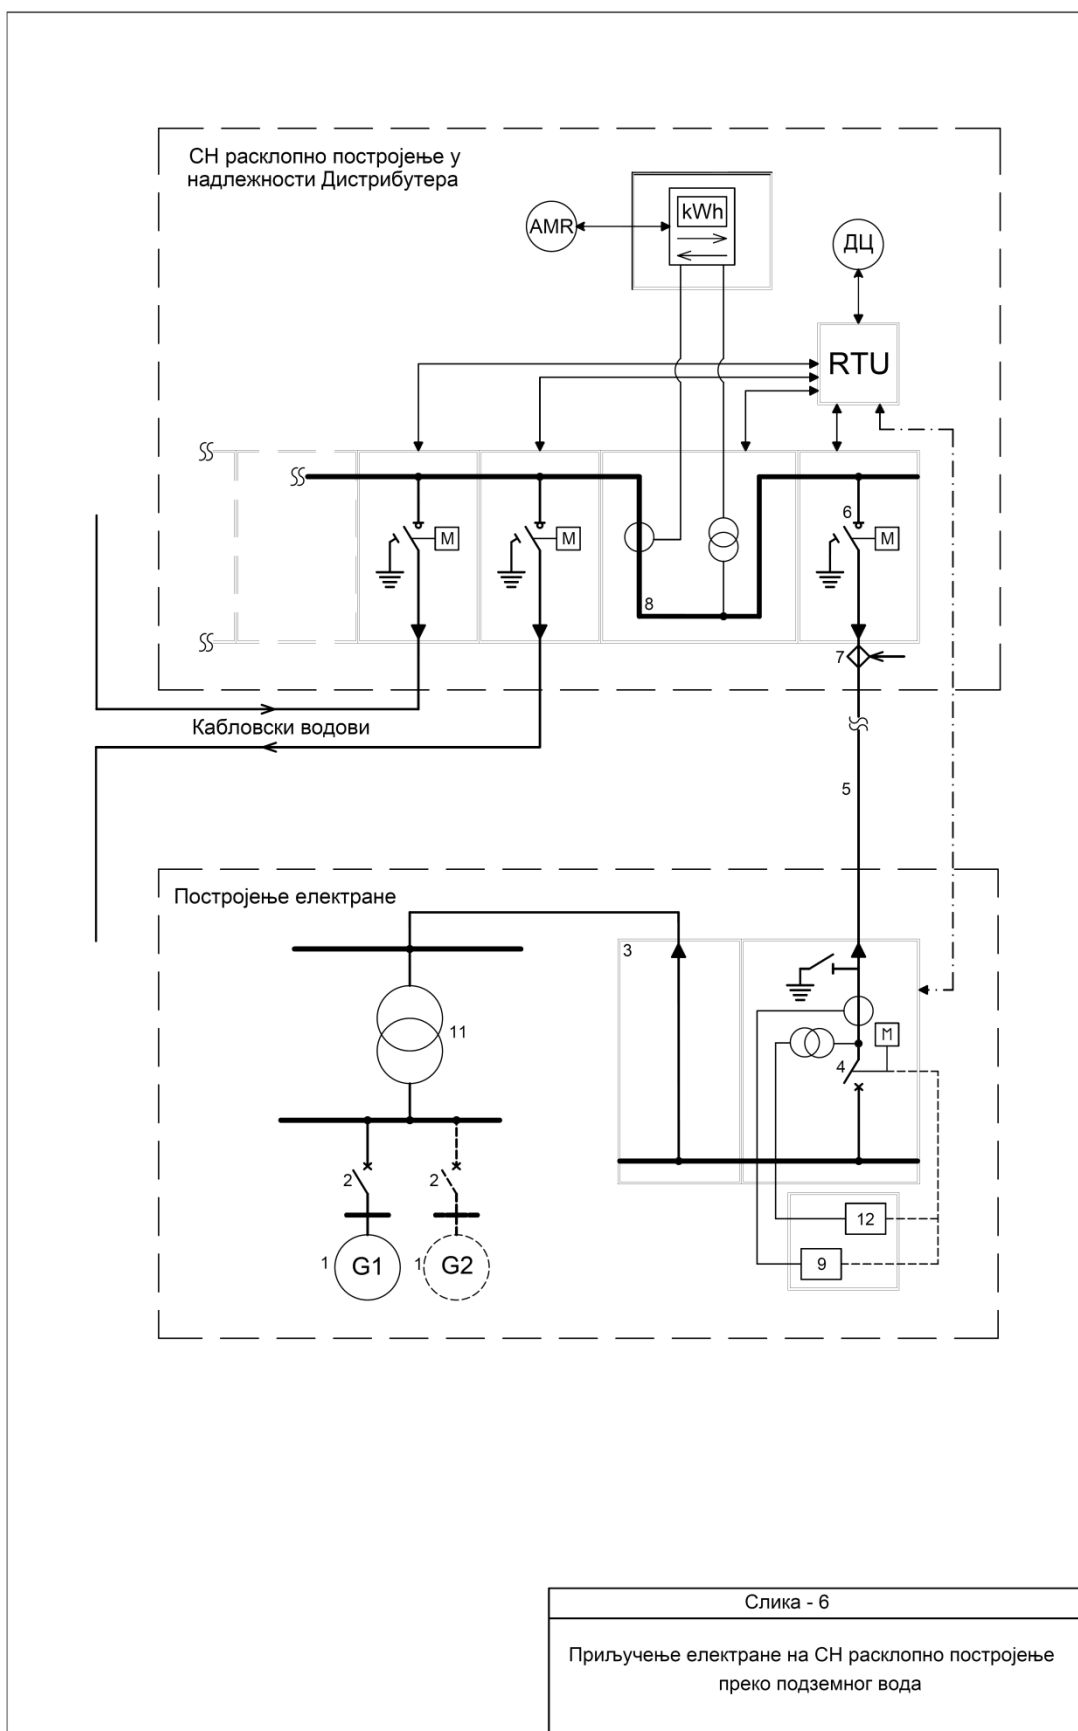 СН расклопно постројење у
надлежности Дистрибутера
kWh
AMR
ДЦ
RTU
6
M
M
M
8
7
Кабловски водови
5
Постројење електране
3
11
M
4
2
2
12
1
G1
1
G2
9
Слика - 6
Приључење електране на СН расклопно постројење
преко подземног вода